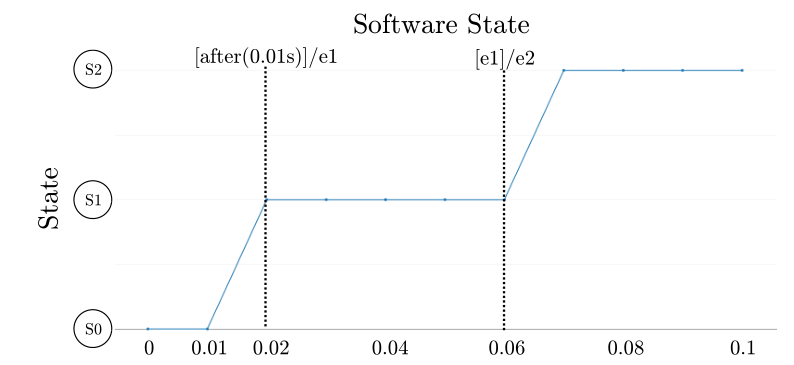 Software State
[after(0.01s)]/e1
[e1]/e2
S2
State
S1
S0
0 0.01 0.02 0.04 0.06 0.08 0.1